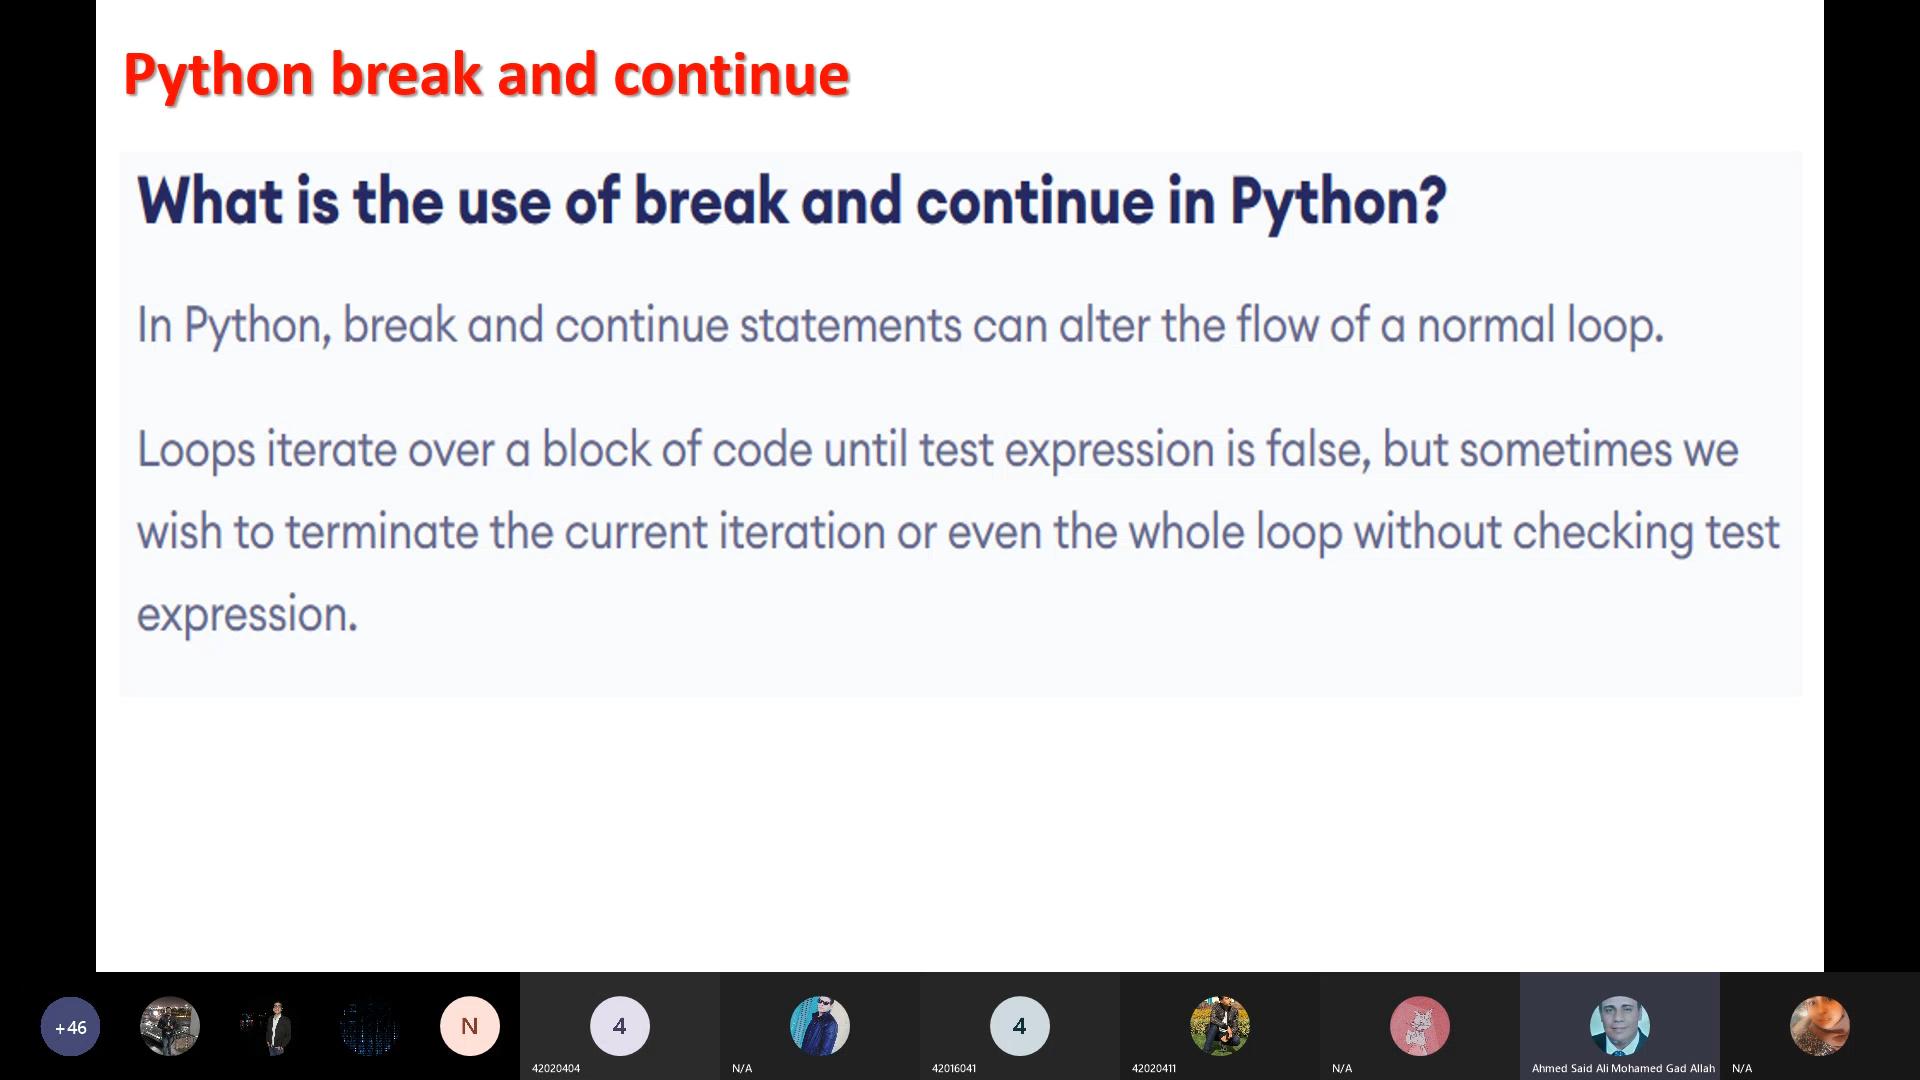 Python break and continue
What is the use of break and continue in Python?
In Python, break and continue statements can alter the flow of a normal loop.
Loops iterate over a block of code until test expression is false, but sometimes we
wish to terminate the current iteration or even the whole loop without checking test
expression.
+46
N
4
42020404
N/A
4
42016041
42020411
N/A
Ahmed Said Ali Mohamed Gad Allah
N/A